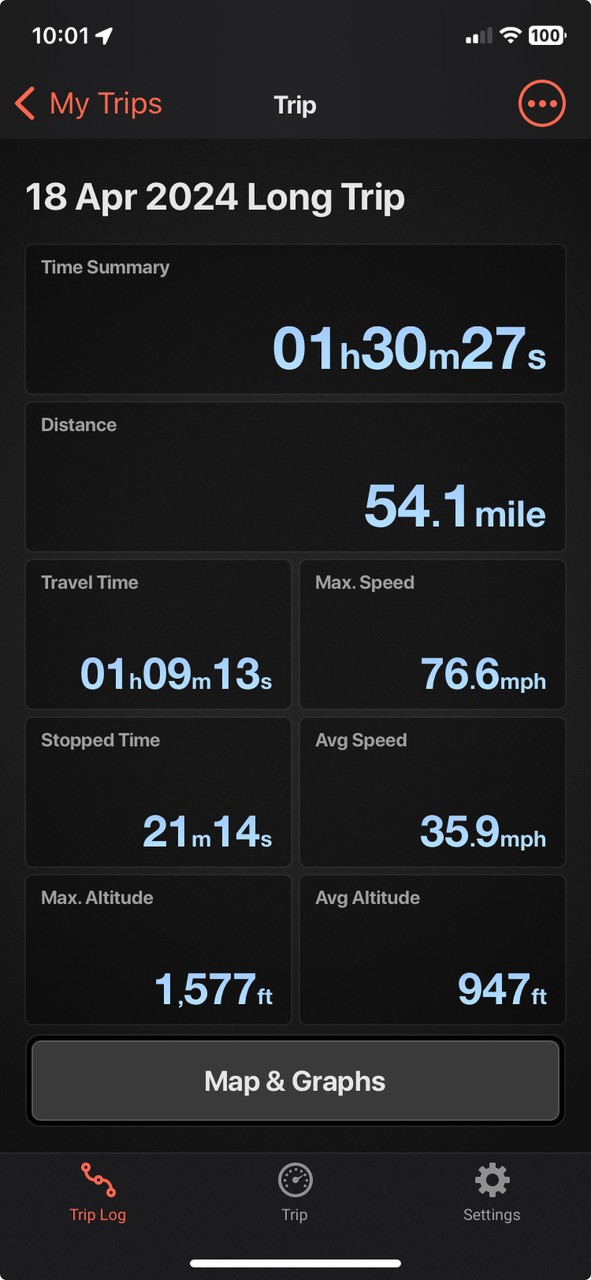 10:01
100
My Trips
Trip
18 Apr 2024 Long Trip
Time Summary
01h30m27s
Distance
54.1mile
Travel Time
Max. Speed
01h09m13s
76.6mph
Stopped Time
Avg Speed
21m14s
35.9mph
Max. Altitude
Avg Altitude
1,577ft
947ft
Map & Graphs
Trip Log
Trip
Settings